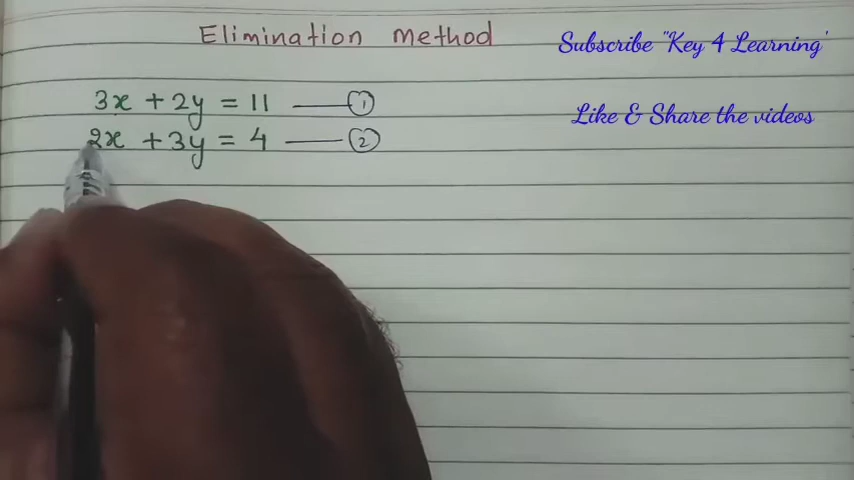 Elimination method
Subscribe "Key 4 Learning'
3x + 2y = 11 —— ①
Like & Share the videos
2x + 3y = 4 —— ②